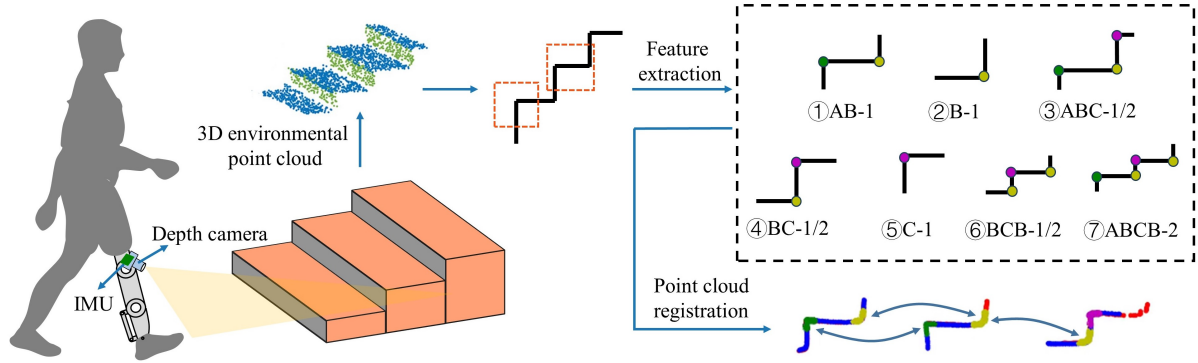 3D environmental
point cloud
Depth camera
IMU
Feature
extraction
①AB-1
②B-1
③ABC-1/2
④BC-1/2
⑤C-1
⑥BCB-1/2
⑦ABCB-2
Point cloud
registration